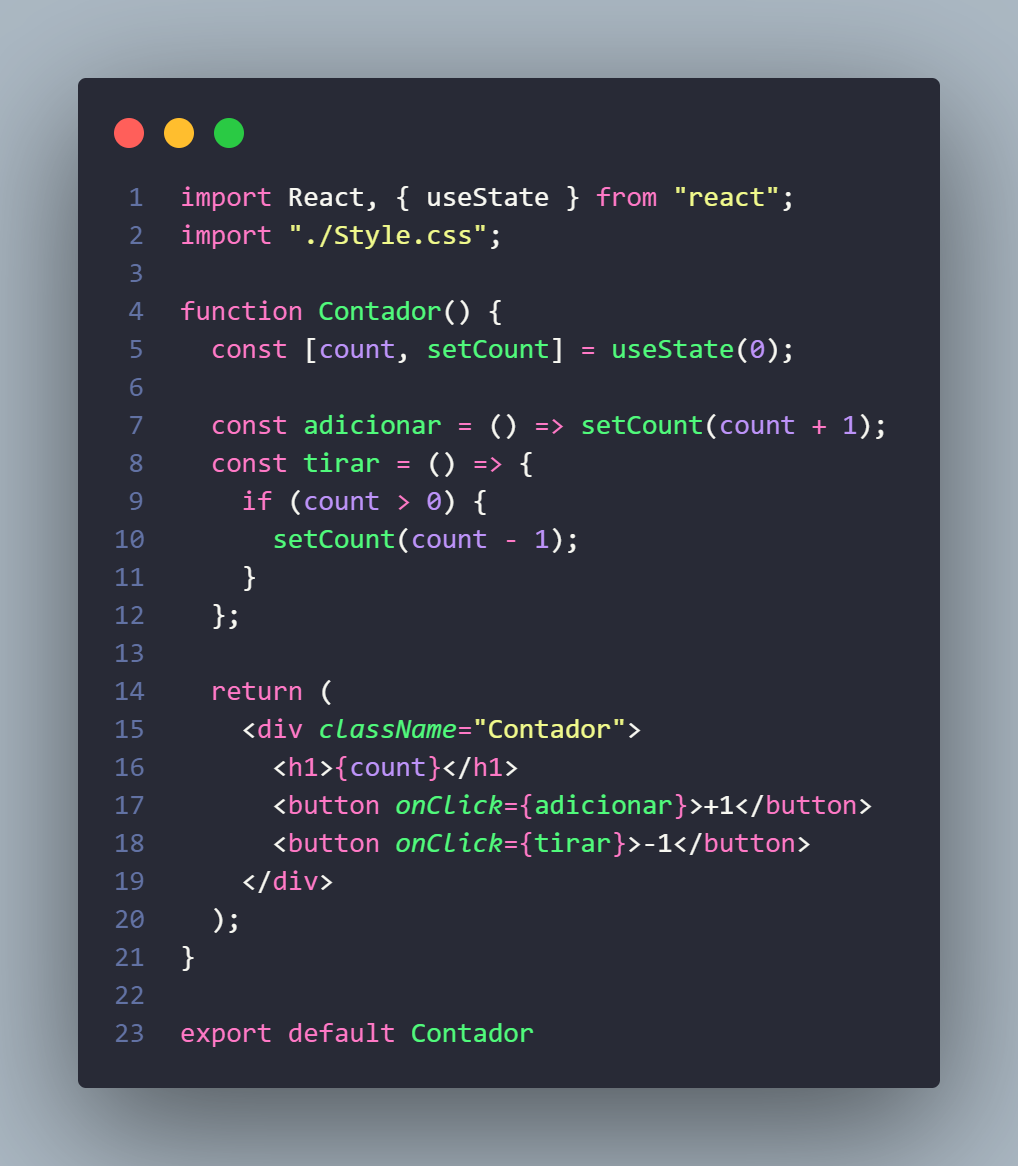 1 import React, { useState } from "react";
2 import "./Style.css";
3
4 function Contador() {
5   const [count, setCount] = useState(0);
6
7   const adicionar = () => setCount(count + 1);
8   const tirar = () => {
9     if (count > 0) {
10       setCount(count - 1);
11     }
12   };
13
14   return (
15     <div className="Contador">
16       <h1>{count}</h1>
17       <button onClick={adicionar}>+1</button>
18       <button onClick={tirar}>-1</button>
19     </div>
20   );
21 }
22
23 export default Contador